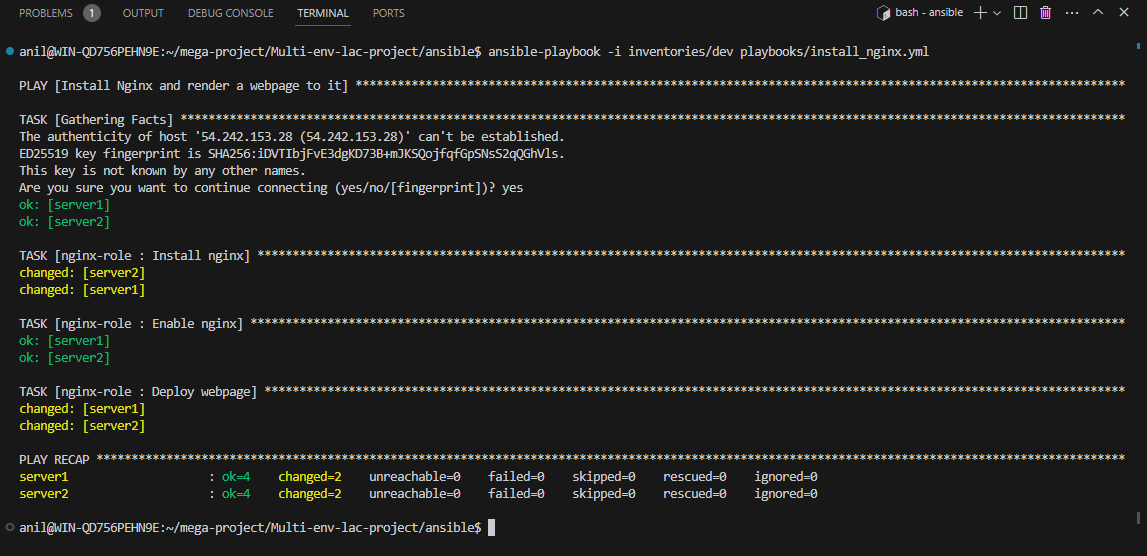 PROBLEMS 1 OUTPUT DEBUG CONSOLE TERMINAL PORTS bash - ansible
anil@WIN-QD756PEHN9E:~/mega-project/Multi-env-lac-project/ansible$ ansible-playbook -i inventories/dev playbooks/install_nginx.yml
PLAY [Install Nginx and render a webpage to it] **************************************************************************************************************
TASK [Gathering Facts] ***************************************************************************************************************************************
The authenticity of host '54.242.153.28 (54.242.153.28)' can't be established.
ED25519 key fingerprint is SHA256:iDVTIbjFvE3dgKD73B+mJKSQojfqfGpSNsS2qQGhVls.
This key is not known by any other names.
Are you sure you want to continue connecting (yes/no/[fingerprint])? yes
ok: [server1]
ok: [server2]
TASK [nginx-role : Install nginx] ****************************************************************************************************************************
changed: [server2]
changed: [server1]
TASK [nginx-role : Enable nginx] *****************************************************************************************************************************
ok: [server1]
ok: [server2]
TASK [nginx-role : Deploy webpage] ***************************************************************************************************************************
changed: [server1]
changed: [server2]
PLAY RECAP ***************************************************************************************************************************************************
server1 : ok=4 changed=2 unreachable=0 failed=0 skipped=0 rescued=0 ignored=0
server2 : ok=4 changed=2 unreachable=0 failed=0 skipped=0 rescued=0 ignored=0
anil@WIN-QD756PEHN9E:~/mega-project/Multi-env-lac-project/ansible$